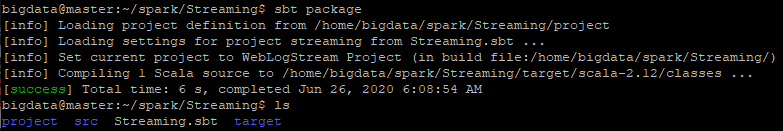 bigdata@master:~/spark/Streaming$ sbt package
[info] Loading project definition from /home/bigdata/spark/Streaming/project
[info] Loading settings for project streaming from Streaming.sbt ...
[info] Set current project to WebLogStream Project (in build file:/home/bigdata/spark/Streaming/)
[info] Compiling 1 Scala source to /home/bigdata/spark/Streaming/target/scala-2.12/classes ...
[success] Total time: 6 s, completed Jun 26, 2020 6:08:54 AM
bigdata@master:~/spark/Streaming$ ls
project  src  Streaming.sbt  target